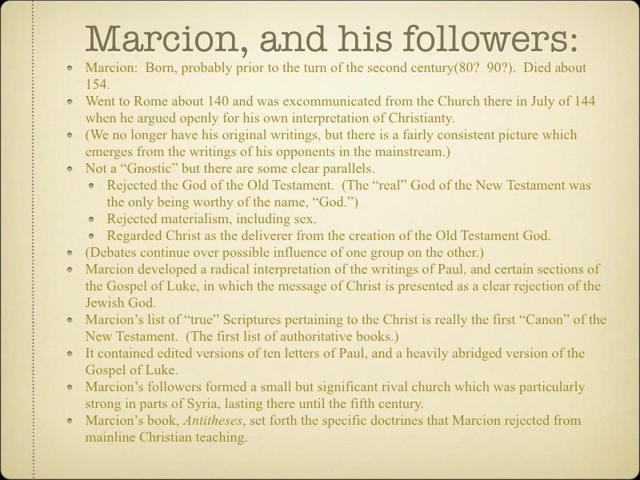 Marcion, and his followers:
Marcion:  Born, probably prior to the turn of the second century(80?  90?).  Died about
154.
Went to Rome about 140 and was excommunicated from the Church there in July of 144
when he argued openly for his own interpretation of Christianty.
(We no longer have his original writings, but there is a fairly consistent picture which
emerges from the writings of his opponents in the mainstream.)
Not a “Gnostic” but there are some clear parallels.
Rejected the God of the Old Testament.  (The “real” God of the New Testament was
the only being worthy of the name, “God.”)
Rejected materialism, including sex.
Regarded Christ as the deliverer from the creation of the Old Testament God.
(Debates continue over possible influence of one group on the other.)
Marcion developed a radical interpretation of the writings of Paul, and certain sections of
the Gospel of Luke, in which the message of Christ is presented as a clear rejection of the
Jewish God.
Marcion’s list of “true” Scriptures pertaining to the Christ is really the first “Canon” of the
New Testament.  (The first list of authoritative books.)
It contained edited versions of ten letters of Paul, and a heavily abridged version of the
Gospel of Luke.
Marcion’s followers formed a small but significant rival church which was particularly
strong in parts of Syria, lasting there until the fifth century.
Marcion’s book, Antitheses, set forth the specific doctrines that Marcion rejected from
mainline Christian teaching.